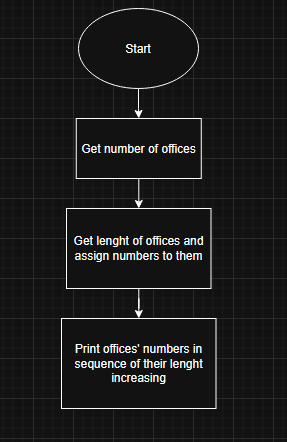 Start
Get number of offices
Get lenght of offices and
assign numbers to them
Print offices' numbers in
sequence of their lenght
increasing